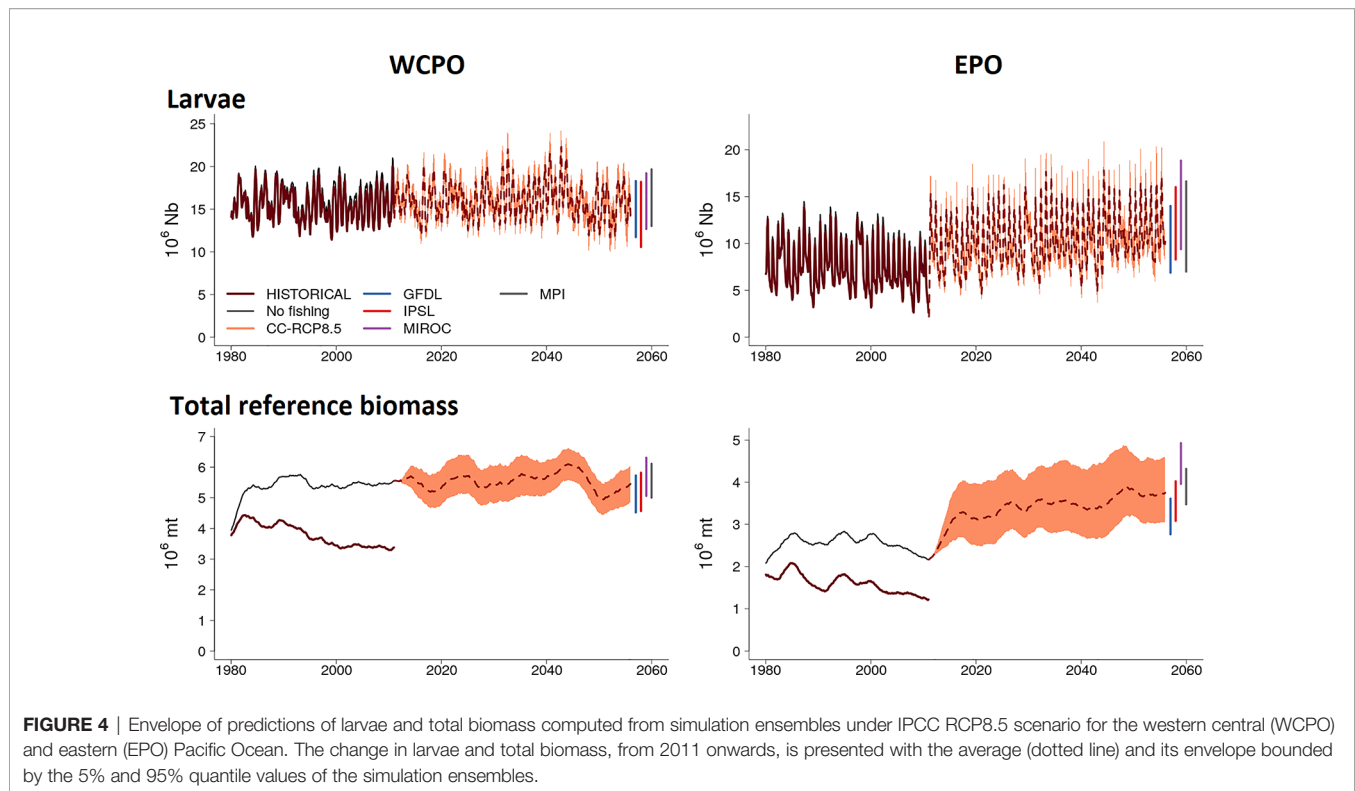 WCPO
EPO
Larvae
25
20
15
10
5
0
10⁶ Nb
HISTORICAL
No fishing
CC-RCP8.5
GFDL
IPSL
MIROC
MPI
1980
2000
2020
2040
2060
20
15
10
5
0
10⁶ Nb
1980
2000
2020
2040
2060
Total reference biomass
7
6
5
4
3
2
1
0
10⁶ mt
1980
2000
2020
2040
2060
5
4
3
2
1
0
10⁶ mt
1980
2000
2020
2040
2060
FIGURE 4 | Envelope of predictions of larvae and total biomass computed from simulation ensembles under IPCC RCP8.5 scenario for the western central (WCPO)
and eastern (EPO) Pacific Ocean. The change in larvae and total biomass, from 2011 onwards, is presented with the average (dotted line) and its envelope bounded
by the 5% and 95% quantile values of the simulation ensembles.